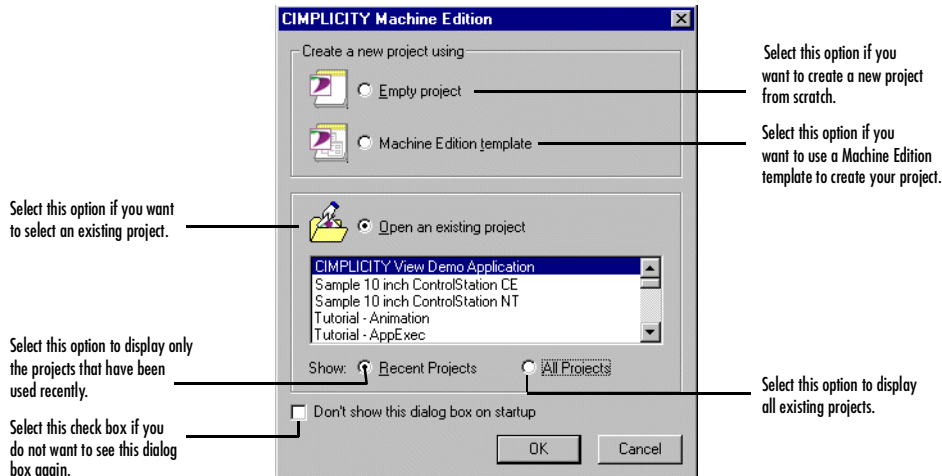 CIMPLICITY Machine Edition
Create a new project using
Empty project
Machine Edition template
Select this option if you
want to create a new project
from scratch.
Select this option if you
want to use a Machine Edition
template to create your project.
Select this option if you want
to select an existing project.
Open an existing project
CIMPLICITY View Demo Application
Sample 10 inch ControlStation CE
Sample 10 inch ControlStation NT
Tutorial - Animation
Tutorial - AppExec
Select this option to display only
the projects that have been
used recently.
Show: Recent Projects All Projects
Select this option to display
all existing projects.
Select this check box if you
do not want to see this dialog
box again.
Don't show this dialog box on startup
OK Cancel